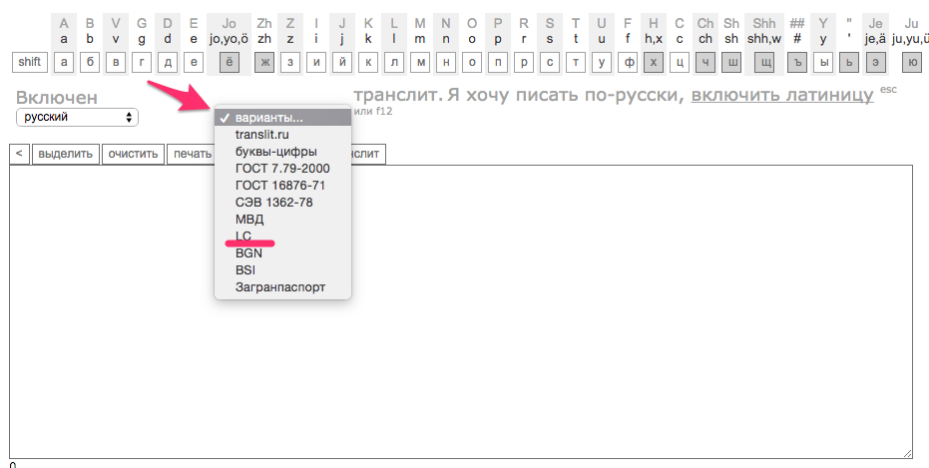 A B V G D E Jo Zh Z I J K L M N O P R S T U F H C Ch Sh Shh ## Y " Je Ju
a b v g d e jo,yo,ö zh z i j k l m n o p r s t u f h,x c ch sh shh,w # y ' je,ä ju,yu,ü
shift а б в г д е ё ж з и й к л м н о п р с т у ф х ц ч ш щ ъ ы ь э ю
Включен транслит. Я хочу писать по-русски, включить латиницу esc
или f12
русский
✓ варианты...
translit.ru
буквы-цифры
ГОСТ 7.79-2000
ГОСТ 16876-71
СЭВ 1362-78
МВД
LC
BGN
BSI
Загранпаспорт
< выделить очистить печать
0